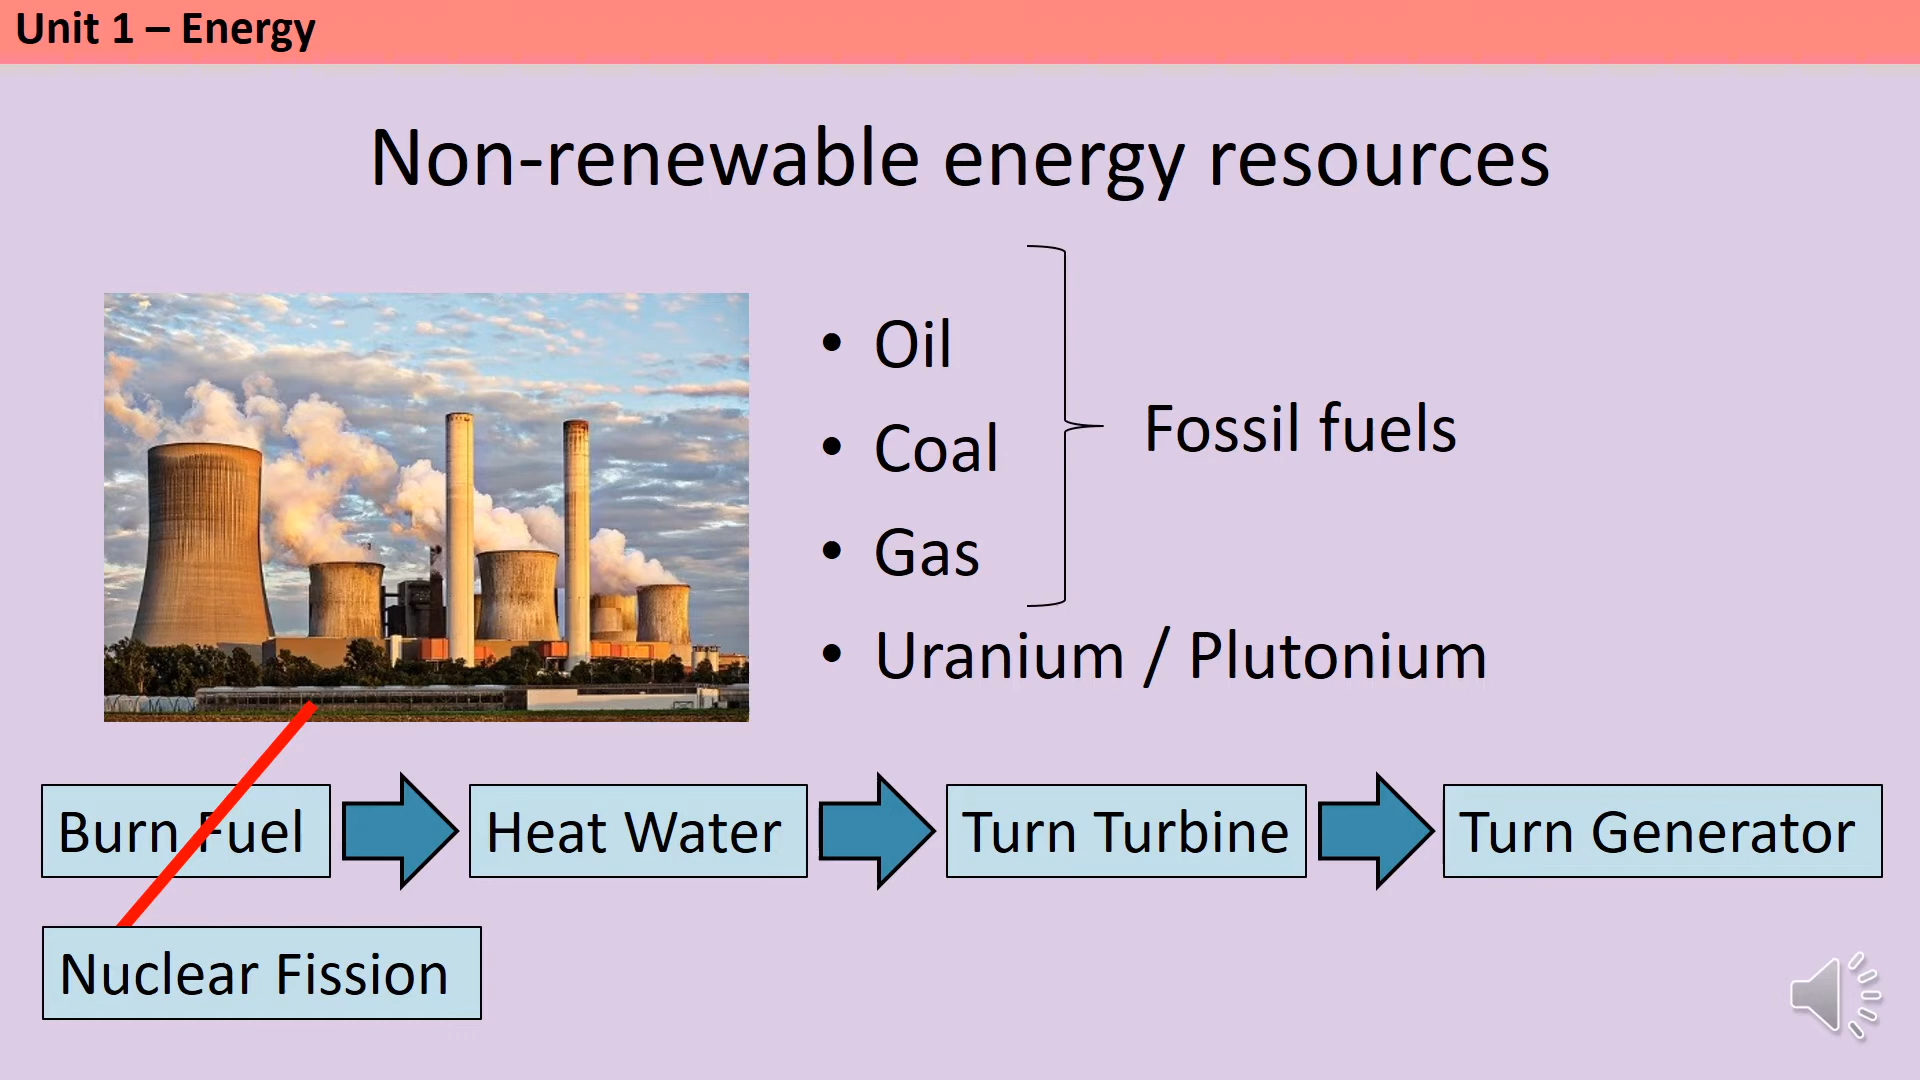 Unit 1 – Energy
Non-renewable energy resources
• Oil
• Coal
• Gas
• Uranium / Plutonium
Fossil fuels
Burn Fuel
Heat Water
Turn Turbine
Turn Generator
Nuclear Fission